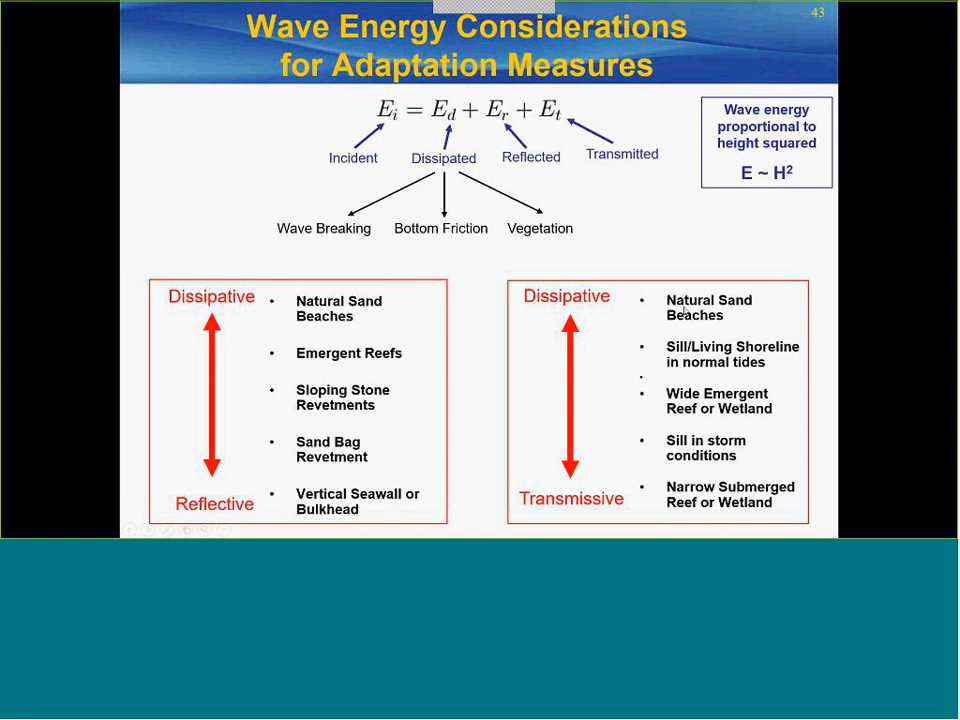 43
Wave Energy Considerations
for Adaptation Measures
E_i = E_d + E_r + E_t
Incident
Dissipated
Reflected
Transmitted
Wave energy
proportional to
height squared
E ~ H²
Wave Breaking
Bottom Friction
Vegetation
Dissipative
• Natural Sand
Beaches
• Emergent Reefs
• Sloping Stone
Revetments
• Sand Bag
Revetment
• Vertical Seawall or
Bulkhead
Reflective
Dissipative
• Natural Sand
Beaches
• Sill/Living Shoreline
in normal tides
•
• Wide Emergent
Reef or Wetland
• Sill in storm
conditions
• Narrow Submerged
Reef or Wetland
Transmissive